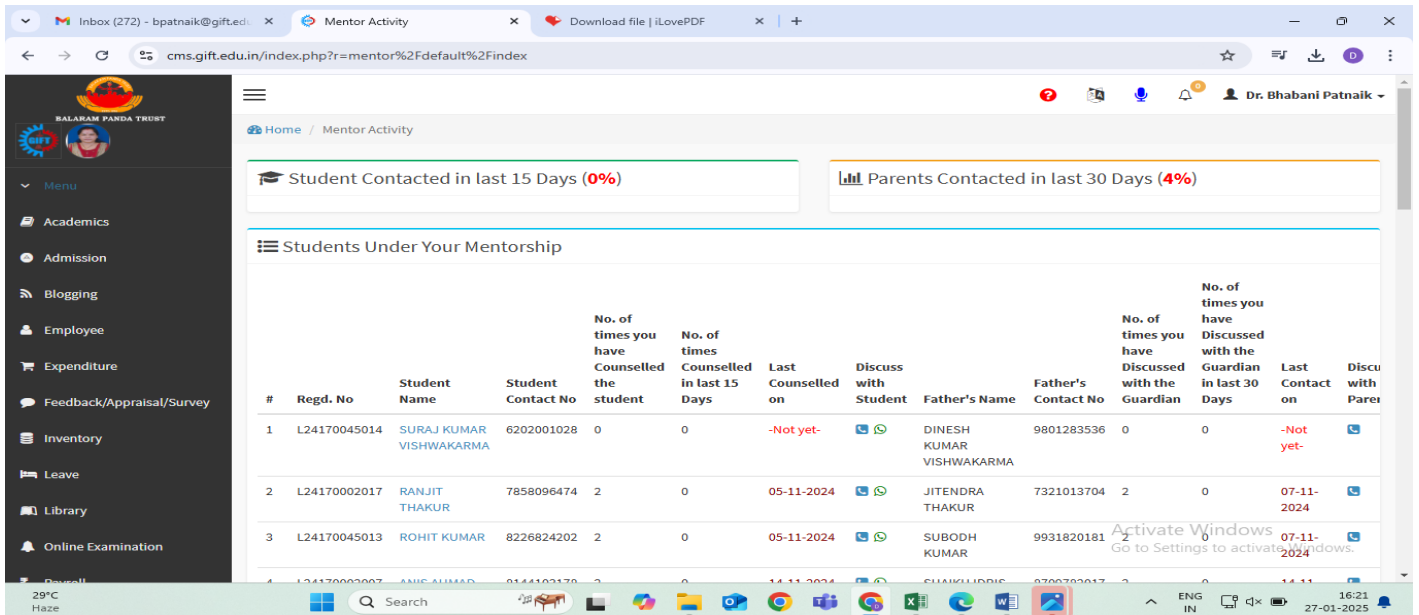 Inbox (272) - bpatnaik@gift.edu
Mentor Activity
Download file | iLovePDF
cms.gift.edu.in/index.php?r=mentor%2Fdefault%2Findex
D
BALARAM PANDA TRUST
GIFT
0
Dr. Bhabani Patnaik
Home / Mentor Activity
Menu
Academics
Admission
Blogging
Employee
Expenditure
Feedback/Appraisal/Survey
Inventory
Leave
Library
Online Examination
Payroll
Student Contacted in last 15 Days (0%)
Parents Contacted in last 30 Days (4%)
Students Under Your Mentorship
# Regd. No Student Name Student Contact No No. of times you have Counselled the student No. of times Counselled in last 15 Days Last Counselled on Discuss with Student Father's Name Father's Contact No No. of times you have Discussed with the Guardian No. of times you have Discussed with the Guardian in last 30 Days Last Contact on Discu with Parer
1 L24170045014 SURAJ KUMAR VISHWAKARMA 6202001028 0 0 -Not yet- DINESH KUMAR VISHWAKARMA 9801283536 0 0 -Not yet-
2 L24170002017 RANJIT THAKUR 7858096474 2 0 05-11-2024 JITENDRA THAKUR 7321013704 2 0 07-11-2024
3 L24170045013 ROHIT KUMAR 8226824202 2 0 05-11-2024 SUBODH KUMAR 9931820181 2 0 07-11-2024
Activate Windows
Go to Settings to activate Windows.
29°C
Haze
Search
ENG
IN
16:21
27-01-2025